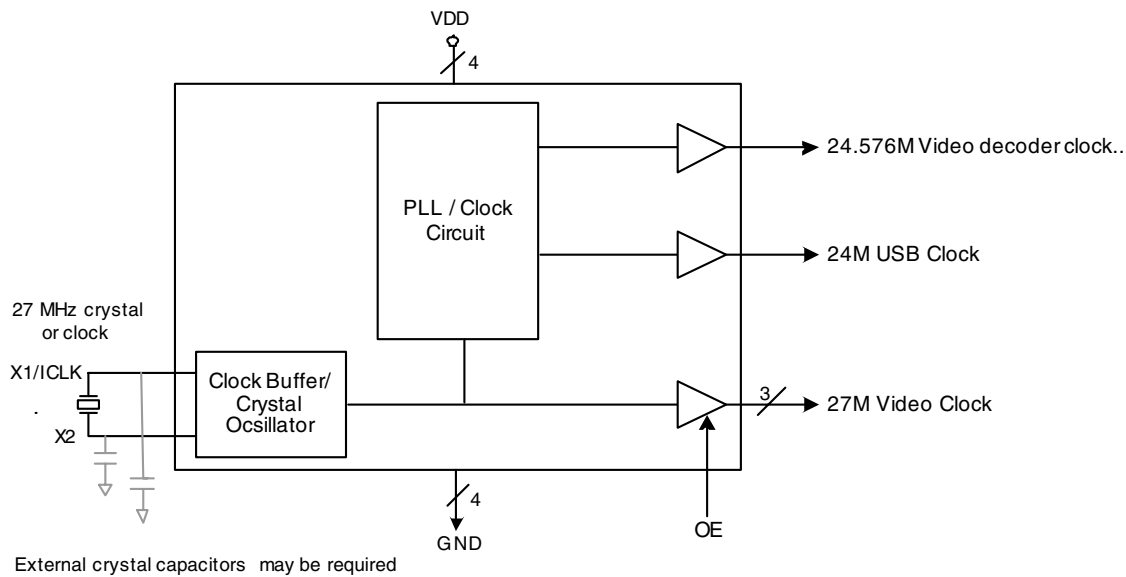 VDD
4
24.576M Video decoder clock..
PLL / Clock
Circuit
24M USB Clock
27 MHz crystal
or clock
X1/ICLK
Clock Buffer/
Crystal
Ocsillator
3
27M Video Clock
.
X2
4
GND
OE
External crystal capacitors may be required